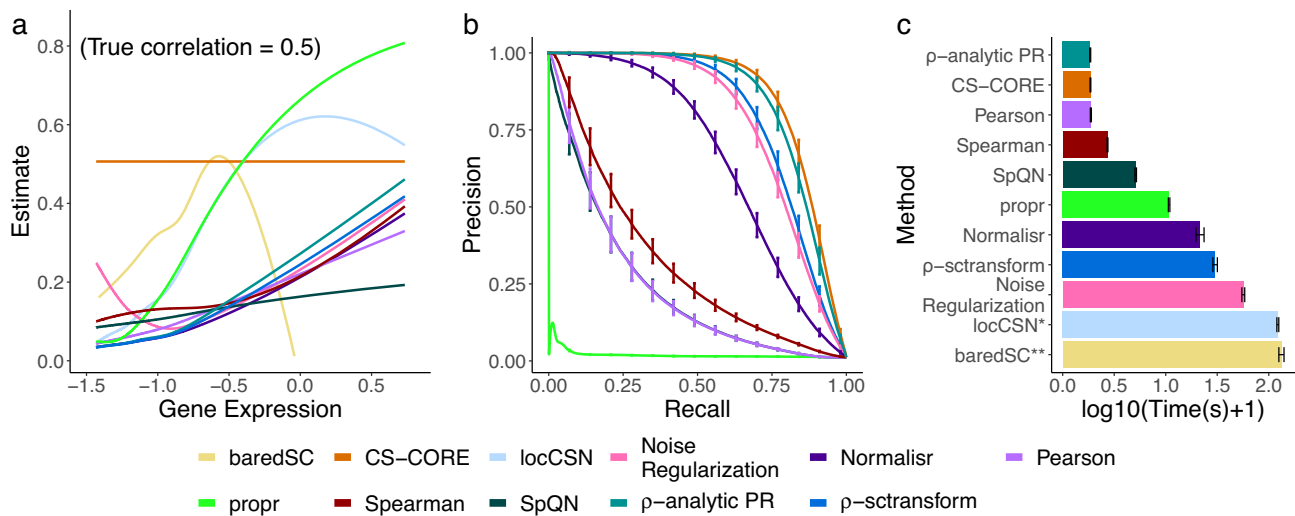 a
(True correlation = 0.5)
Estimate
0.8
0.6
0.4
0.2
0.0
−1.5 −1.0 −0.5 0.0 0.5
Gene Expression
b
Precision
1.00
0.75
0.50
0.25
0.00
0.00 0.25 0.50 0.75 1.00
Recall
c
Method
ρ−analytic PR
CS−CORE
Pearson
Spearman
SpQN
propr
Normalisr
ρ−sctransform
Noise
Regularization
locCSN*
baredSC**
0.0 0.5 1.0 1.5 2.0
log10(Time(s)+1)
baredSC CS−CORE locCSN Noise Regularization Normalisr Pearson
propr Spearman SpQN ρ−analytic PR ρ−sctransform